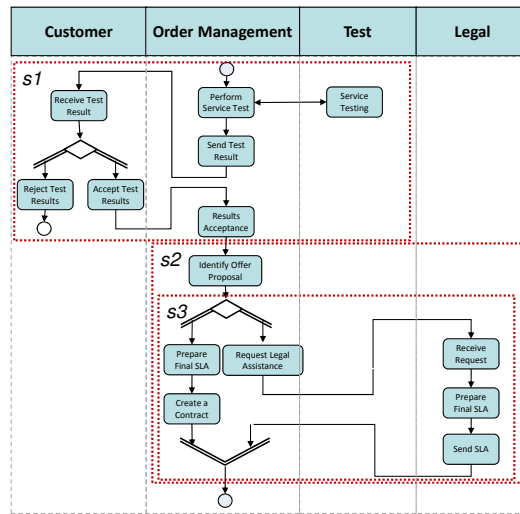 Customer
Order Management
Test
Legal
s1
Receive Test
Result
Perform
Service Test
Service
Testing
Send Test
Result
Reject Test
Results
Accept Test
Results
Results
Acceptance
s2
Identify Offer
Proposal
s3
Prepare
Final SLA
Request Legal
Assistance
Receive
Request
Create a
Contract
Prepare
Final SLA
Send SLA